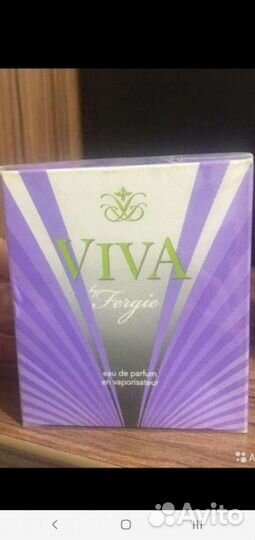 VIVA
by Fergie
eau de parfum
en vaporisateur
A
Avito